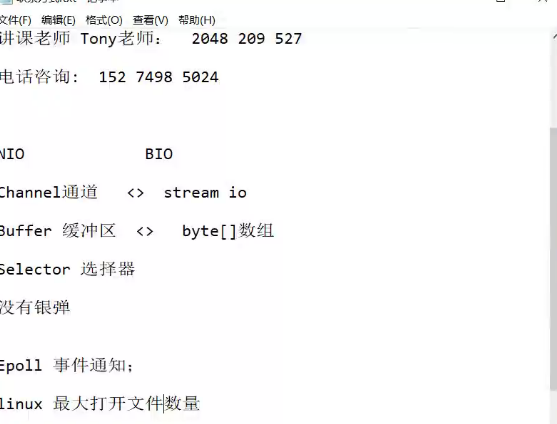 文件(F) 编辑(E) 格式(O) 查看(V) 帮助(H)
讲课老师 Tony老师： 2048 209 527
电话咨询: 152 7498 5024
NIO BIO
Channel通道 <> stream io
Buffer 缓冲区 <> byte[]数组
Selector 选择器
没有银弹
Epoll 事件通知;
linux 最大打开文件数量